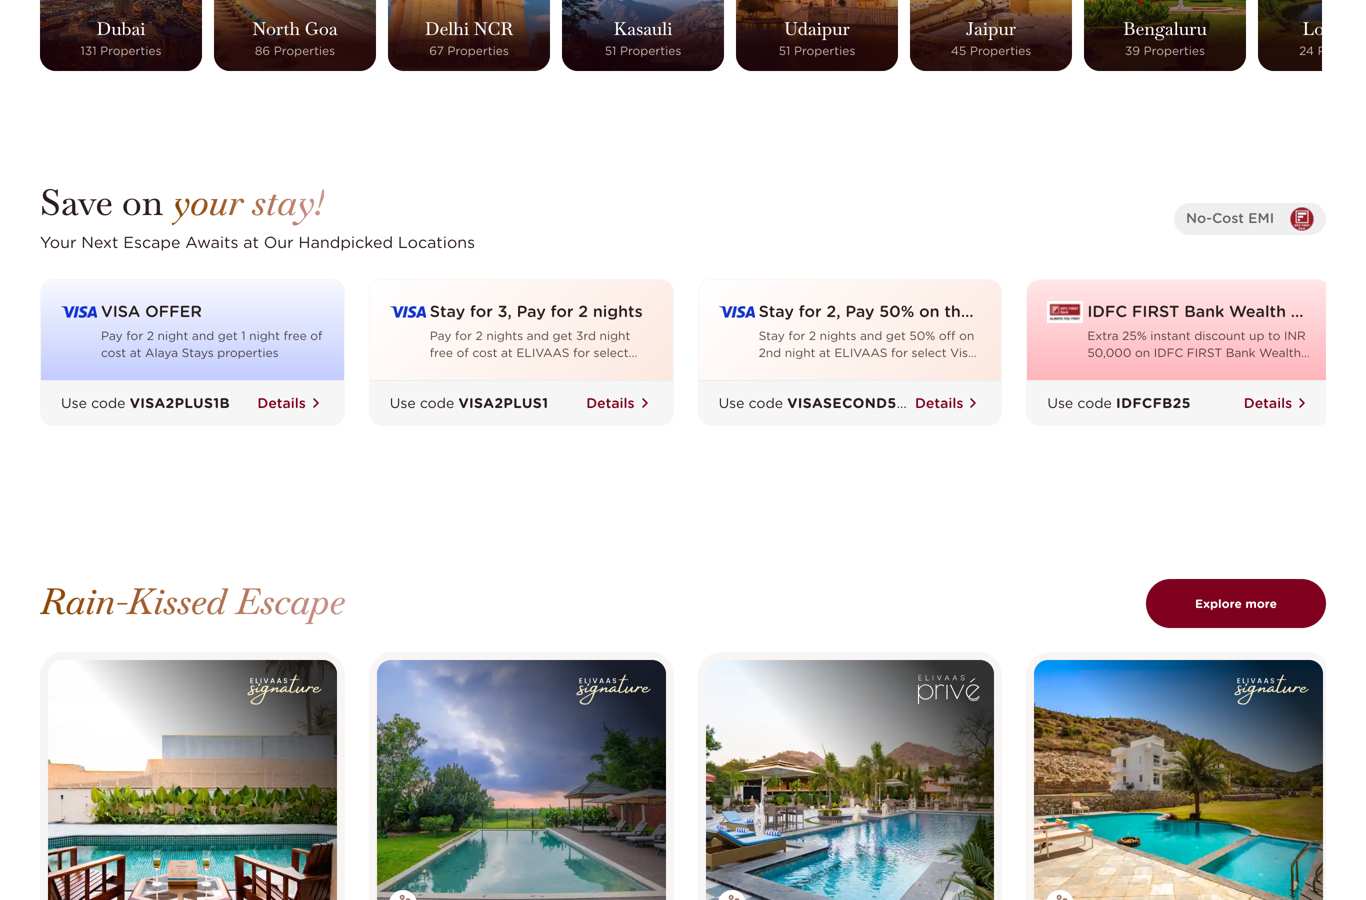 Dubai
131 Properties
North Goa
86 Properties
Delhi NCR
67 Properties
Kasauli
51 Properties
Udaipur
51 Properties
Jaipur
45 Properties
Bengaluru
39 Properties
Lo
24 P
Save on your stay!
Your Next Escape Awaits at Our Handpicked Locations
No-Cost EMI
VISA VISA OFFER
Pay for 2 night and get 1 night free of
cost at Alaya Stays properties
Use code VISA2PLUS1B
Details
VISA Stay for 3, Pay for 2 nights
Pay for 2 nights and get 3rd night
free of cost at ELIVAAS for select...
Use code VISA2PLUS1
Details
VISA Stay for 2, Pay 50% on th...
Stay for 2 nights and get 50% off on
2nd night at ELIVAAS for select Vis...
Use code VISASECOND5...
Details
IDFC FIRST Bank Wealth ...
Extra 25% instant discount up to INR
50,000 on IDFC FIRST Bank Wealth...
Use code IDFCFB25
Details
Rain-Kissed Escape
Explore more
ELIVAAS
signature
ELIVAAS
signature
ELIVAAS
privé
ELIVAAS
signature